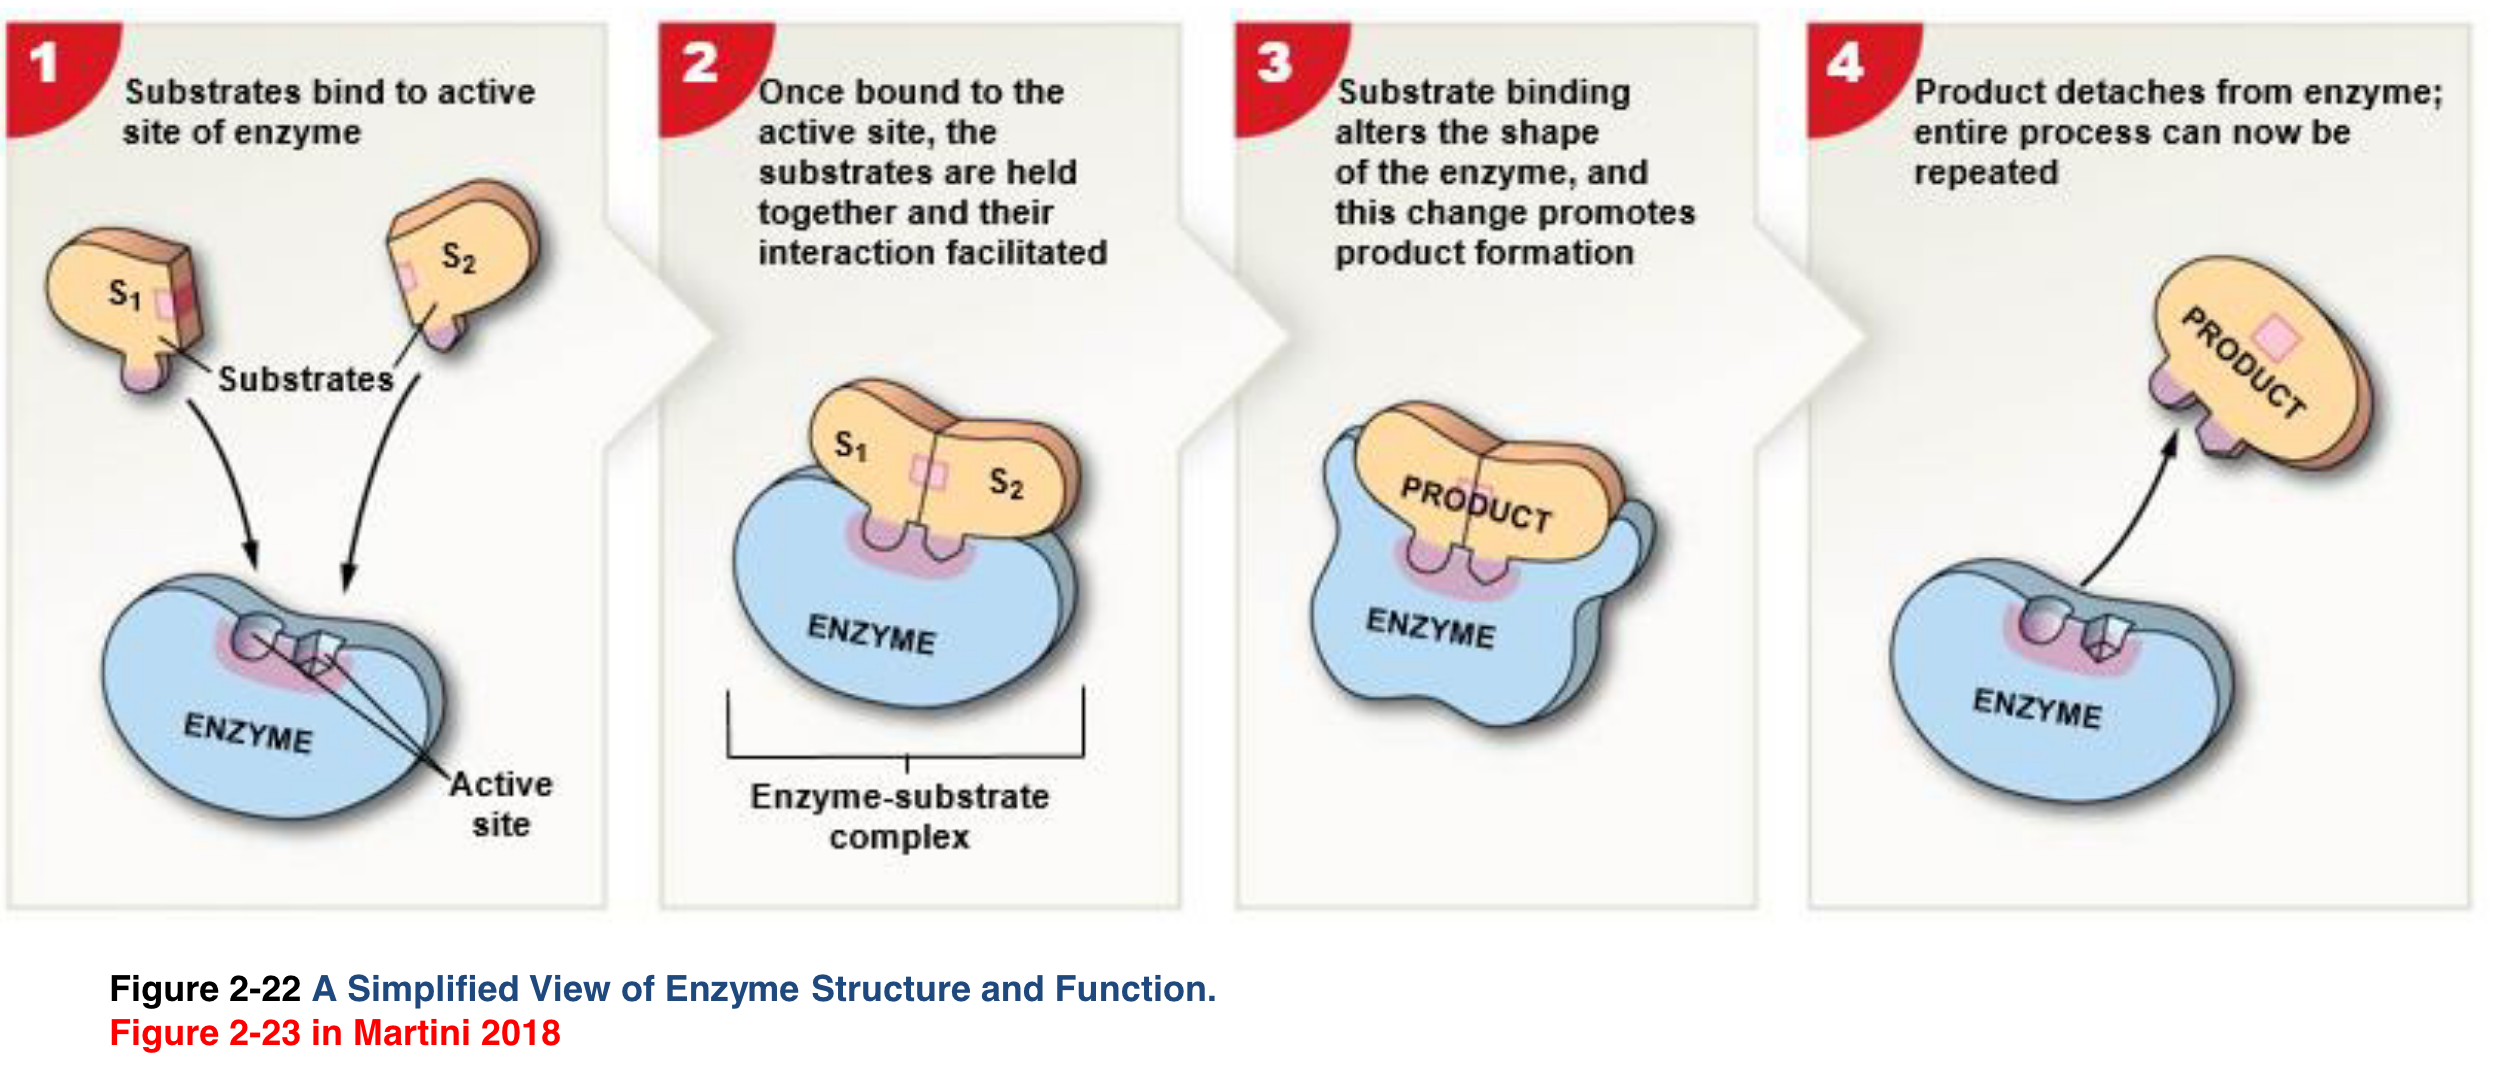 1
Substrates bind to active
site of enzyme
S1
S2
Substrates
ENZYME
Active
site
2
Once bound to the
active site, the
substrates are held
together and their
interaction facilitated
S1
S2
ENZYME
Enzyme-substrate
complex
3
Substrate binding
alters the shape
of the enzyme, and
this change promotes
product formation
PRODUCT
ENZYME
4
Product detaches from enzyme;
entire process can now be
repeated
PRODUCT
ENZYME
Figure 2-22 A Simplified View of Enzyme Structure and Function.
Figure 2-23 in Martini 2018